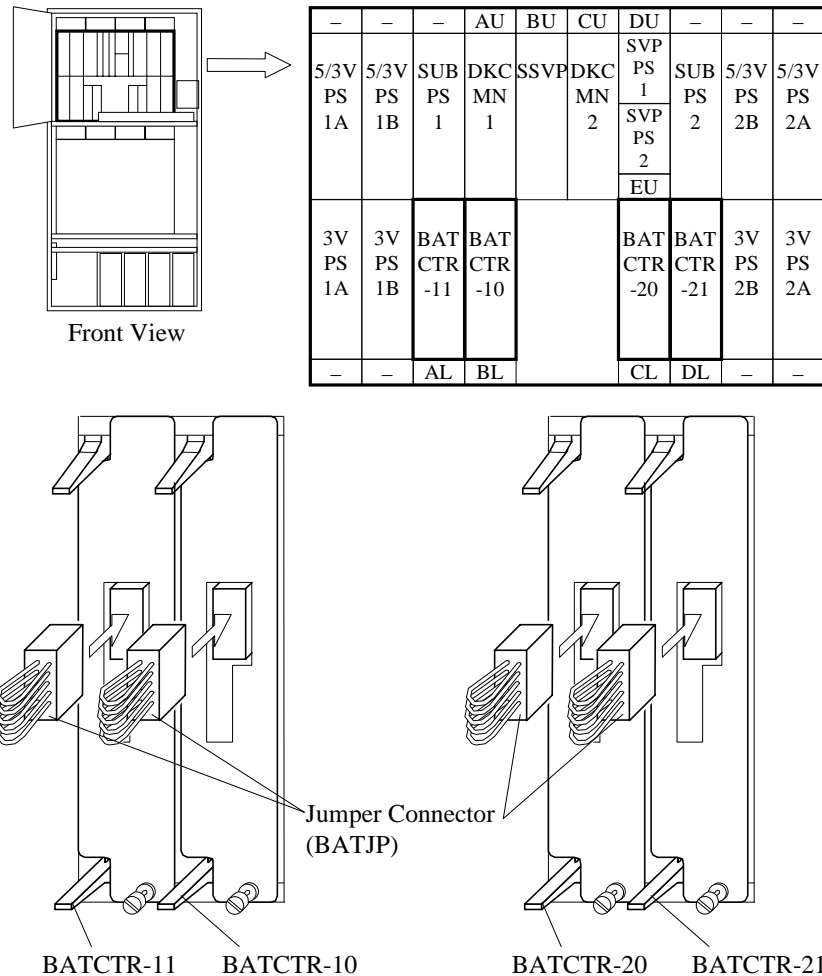 – – – AU BU CU DU – – –
5/3V PS 1A 5/3V PS 1B SUB PS 1 DKC MN 1 SSVP DKC MN 2 SVP PS 1 SUB PS 2 5/3V PS 2B 5/3V PS 2A
SVP PS 2
EU
3V PS 1A 3V PS 1B BAT CTR -11 BAT CTR -10 BAT CTR -20 BAT CTR -21 3V PS 2B 3V PS 2A
– – AL BL CL DL – –
Front View
Jumper Connector
(BATJP)
BATCTR-11 BATCTR-10 BATCTR-20 BATCTR-21